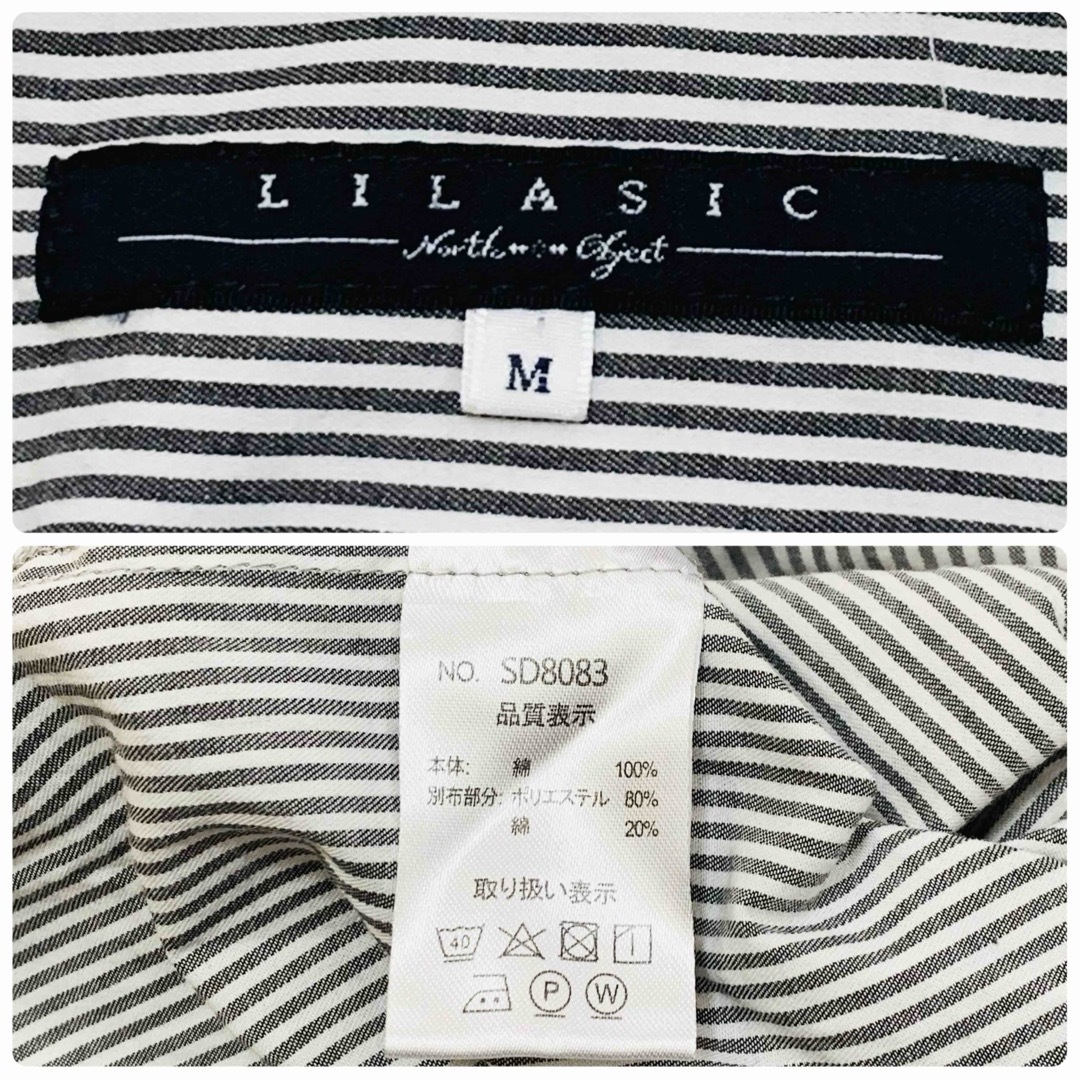 LILASIC
North Object
M
NO. SD8083
品質表示
本体: 綿 100%
別布部分: ポリエステル 80%
綿 20%
取り扱い表示
40
P W